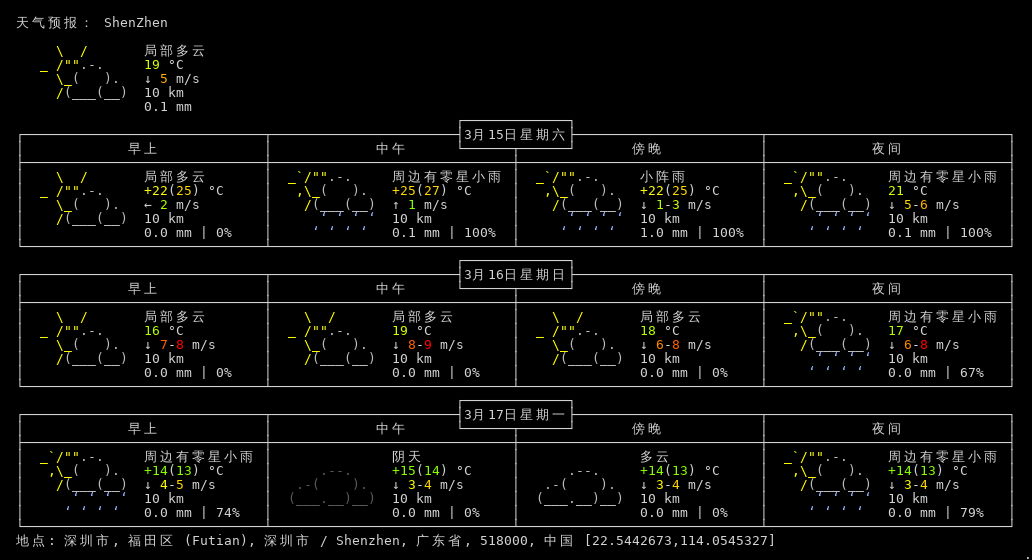 天气预报： ShenZhen
局部多云
19 °C
↓ 5 m/s
10 km
0.1 mm
3月15日星期六
早上 中午 傍晚 夜间
局部多云 周边有零星小雨 小阵雨 周边有零星小雨
+22(25) °C +25(27) °C +22(25) °C 21 °C
← 2 m/s ↑ 1 m/s ↓ 1-3 m/s ↓ 5-6 m/s
10 km 10 km 10 km 10 km
0.0 mm | 0% 0.1 mm | 100% 1.0 mm | 100% 0.1 mm | 100%
3月16日星期日
早上 中午 傍晚 夜间
局部多云 局部多云 局部多云 周边有零星小雨
16 °C 19 °C 18 °C 17 °C
↓ 7-8 m/s ↓ 8-9 m/s ↓ 6-8 m/s ↓ 6-8 m/s
10 km 10 km 10 km 10 km
0.0 mm | 0% 0.0 mm | 0% 0.0 mm | 0% 0.0 mm | 67%
3月17日星期一
早上 中午 傍晚 夜间
周边有零星小雨 阴天 多云 周边有零星小雨
+14(13) °C +15(14) °C +14(13) °C +14(13) °C
↓ 4-5 m/s ↓ 3-4 m/s ↓ 3-4 m/s ↓ 3-4 m/s
10 km 10 km 10 km 10 km
0.0 mm | 74% 0.0 mm | 0% 0.0 mm | 0% 0.0 mm | 79%
地点: 深圳市, 福田区 (Futian), 深圳市 / Shenzhen, 广东省, 518000, 中国 [22.5442673,114.0545327]